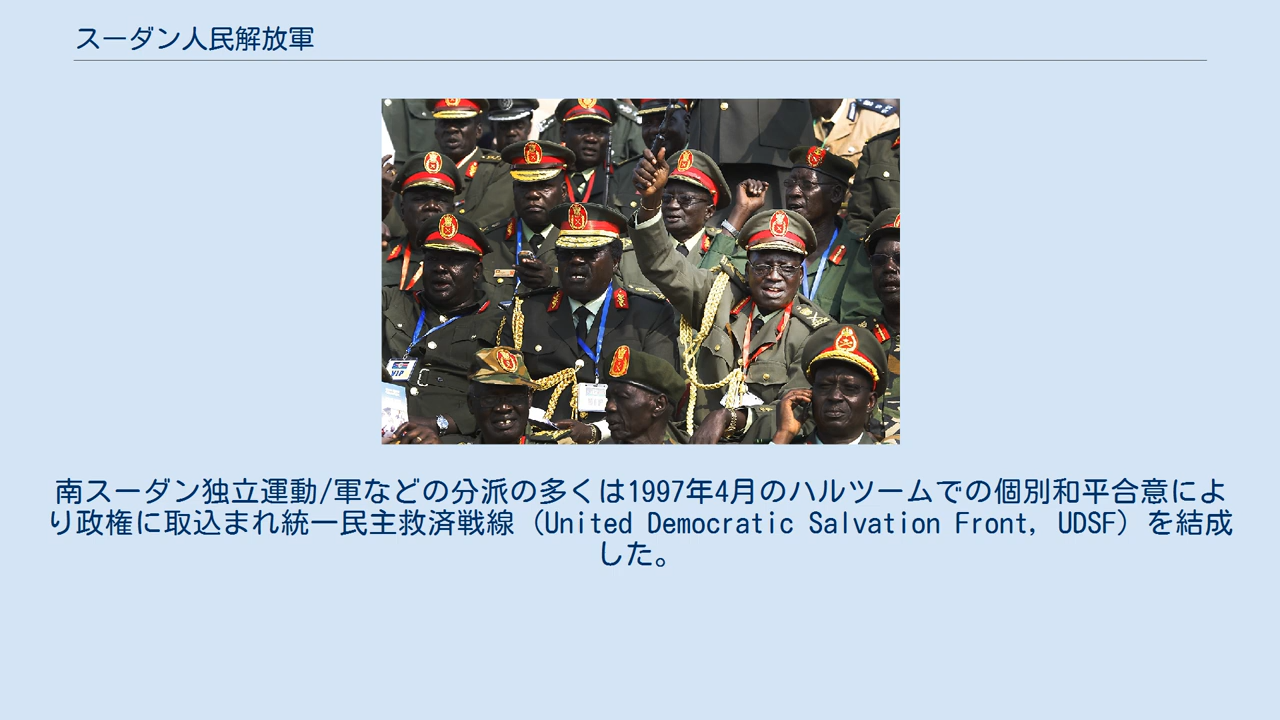 スーダン人民解放軍
VIP
VIP
南スーダン独立運動/軍などの分派の多くは1997年4月のハルツームでの個別和平合意によ
り政権に取込まれ統一民主救済戦線（United Democratic Salvation Front, UDSF）を結成
した。